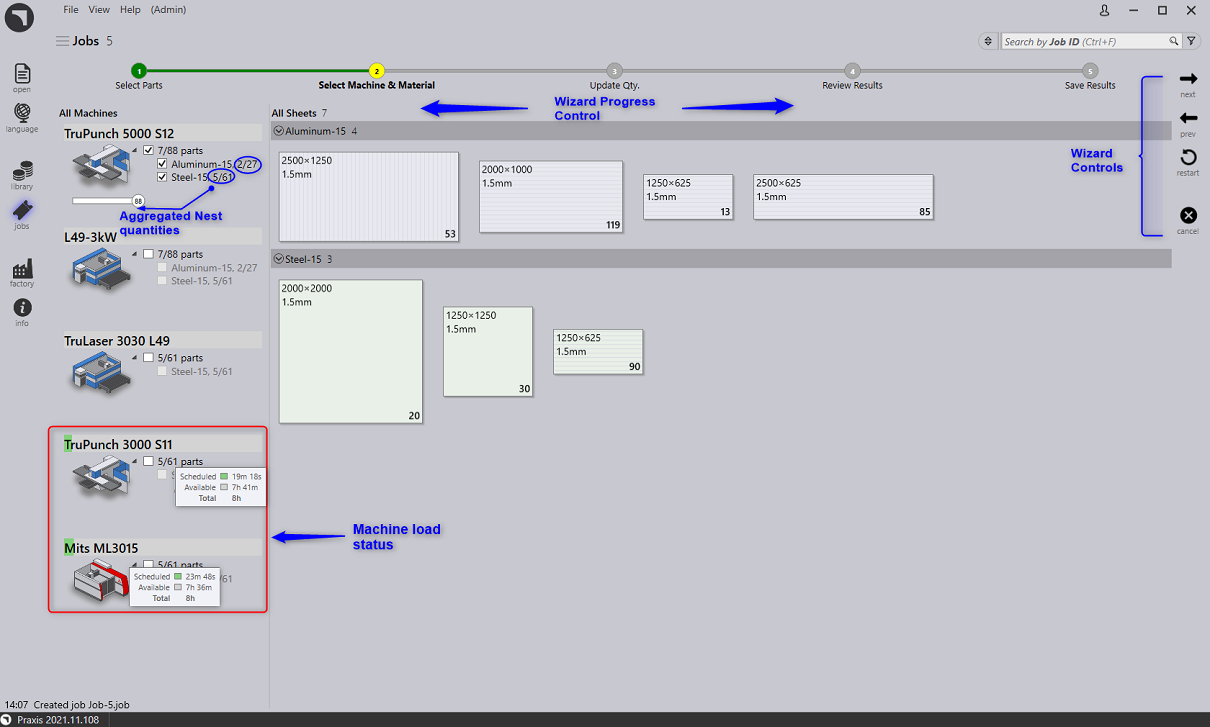 File View Help (Admin)
Jobs 5
Search by Job ID (Ctrl+F)
1
2
3
4
5
Select Parts
Select Machine & Material
Update Qty.
Review Results
Save Results
Wizard Progress
Control
open
language
library
jobs
factory
info
All Machines
TruPunch 5000 S12
7/88 parts
Aluminum-15, 2/27
Steel-15, 5/61
88
Aggregated Nest
quantities
L49-3kW
7/88 parts
Aluminum-15, 2/27
Steel-15, 5/61
TruLaser 3030 L49
5/61 parts
Steel-15, 5/61
TruPunch 3000 S11
5/61 parts
Scheduled 19m 18s
Available 7h 41m
Total 8h
Mits ML3015
5/61 parts
/61
Scheduled 23m 48s
Available 7h 36m
Total 8h
Machine load
status
All Sheets 7
Aluminum-15 4
2500×1250
1.5mm
53
2000×1000
1.5mm
119
1250×625
1.5mm
13
2500×625
1.5mm
85
Steel-15 3
2000×2000
1.5mm
20
1250×1250
1.5mm
30
1250×625
1.5mm
90
Wizard
Controls
next
prev
restart
cancel
14:07 Created job Job-5.job
Praxis 2021.11.108